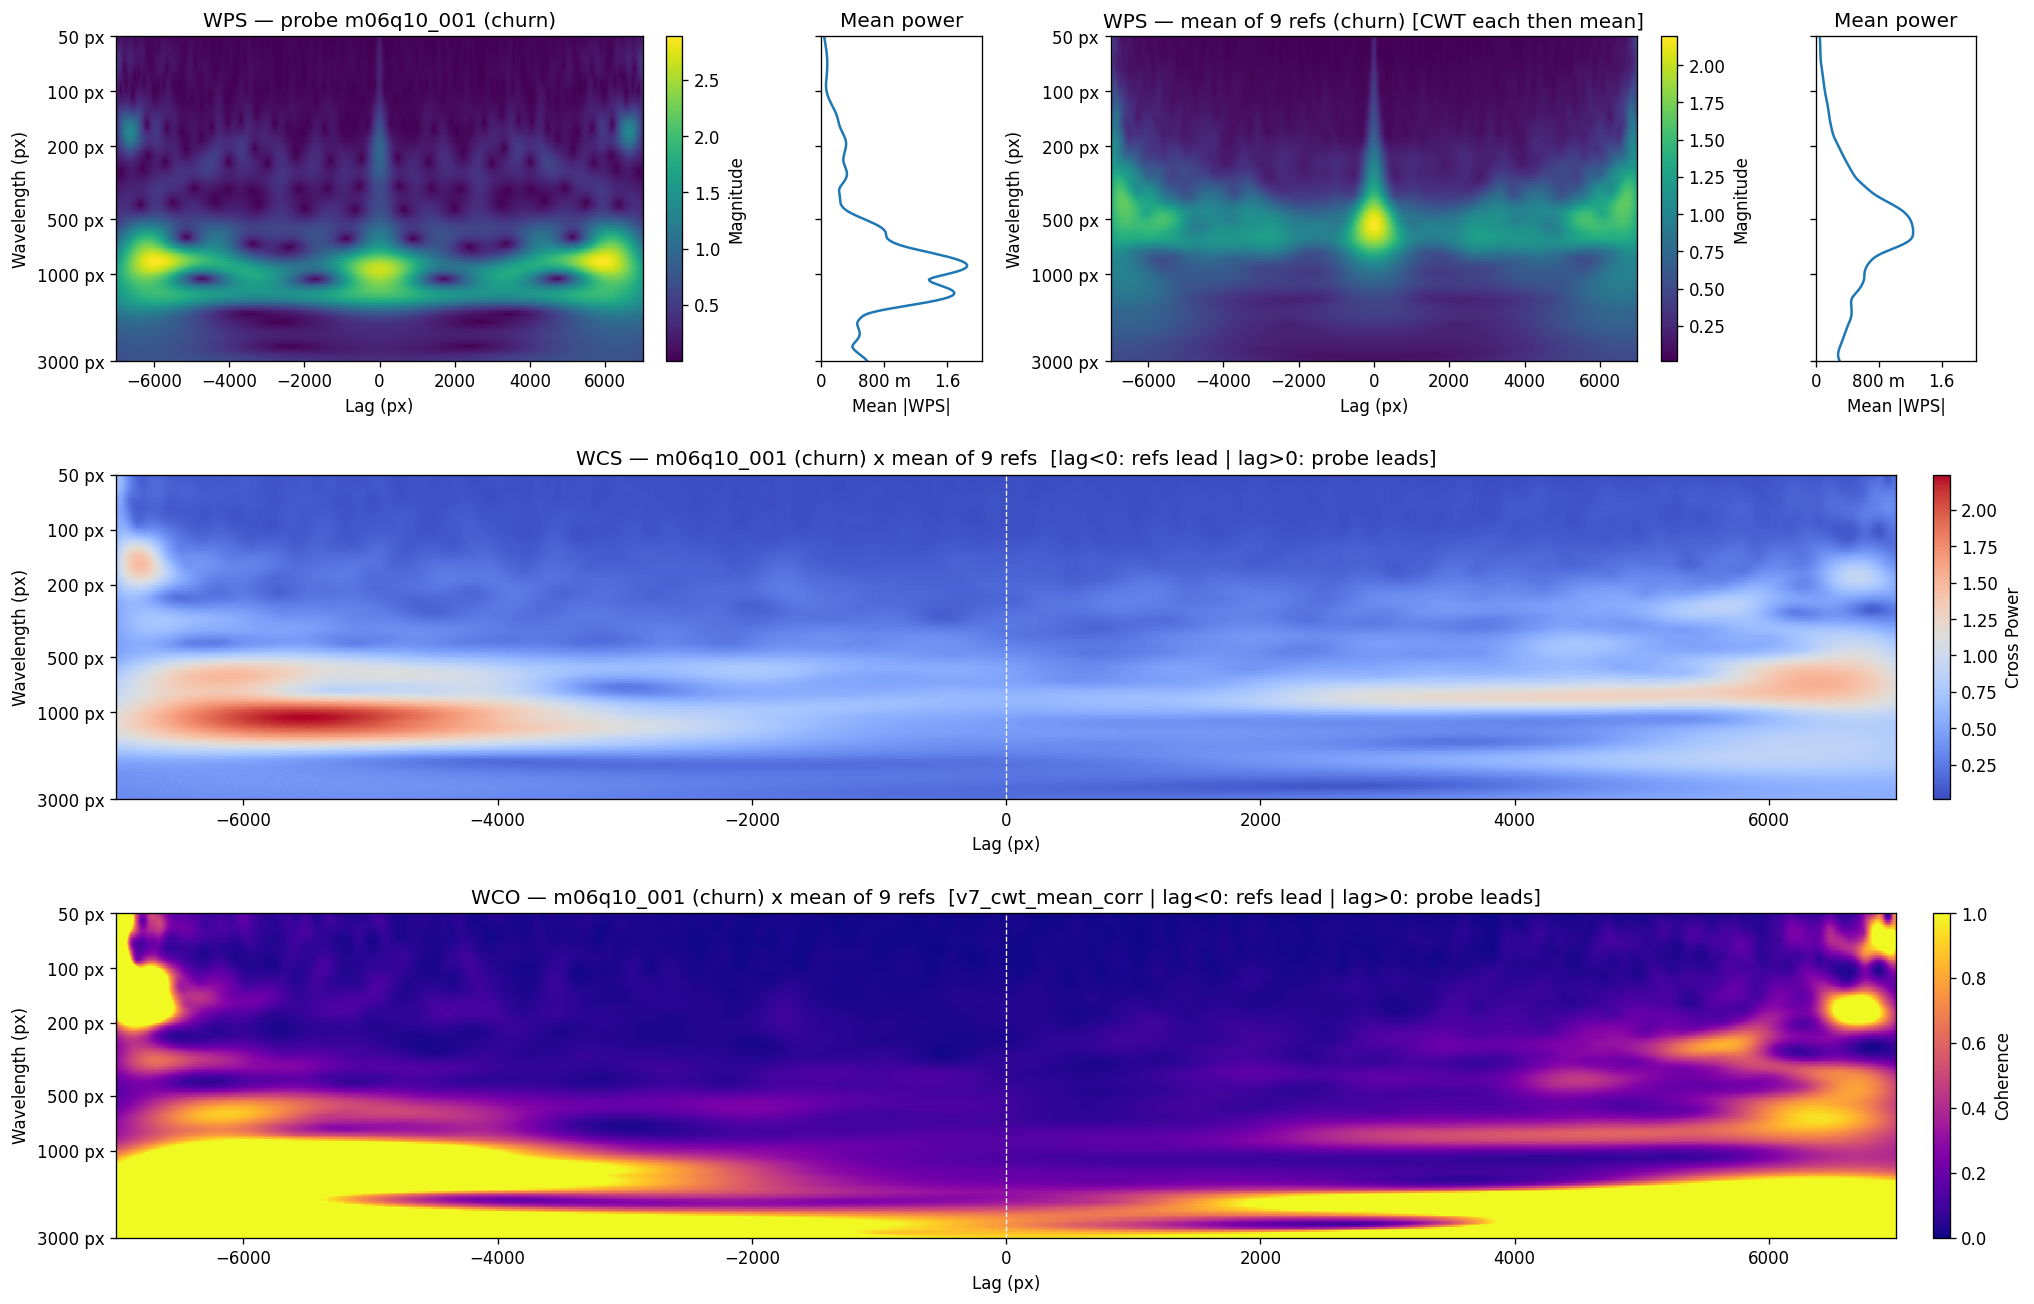 WPS — probe m06q10_001 (churn)
50 px
100 px
200 px
500 px
1000 px
3000 px
Wavelength (px)
−6000 −4000 −2000 0 2000 4000 6000
Lag (px)
2.5
2.0
1.5
1.0
0.5
Magnitude
Mean power
0 800 m 1.6
Mean |WPS|
WPS — mean of 9 refs (churn) [CWT each then mean]
50 px
100 px
200 px
500 px
1000 px
3000 px
Wavelength (px)
−6000 −4000 −2000 0 2000 4000 6000
Lag (px)
2.00
1.75
1.50
1.25
1.00
0.75
0.50
0.25
Magnitude
Mean power
0 800 m 1.6
Mean |WPS|
WCS — m06q10_001 (churn) x mean of 9 refs [lag<0: refs lead | lag>0: probe leads]
50 px
100 px
200 px
500 px
1000 px
3000 px
Wavelength (px)
−6000 −4000 −2000 0 2000 4000 6000
Lag (px)
2.00
1.75
1.50
1.25
1.00
0.75
0.50
0.25
Cross Power
WCO — m06q10_001 (churn) x mean of 9 refs [v7_cwt_mean_corr | lag<0: refs lead | lag>0: probe leads]
50 px
100 px
200 px
500 px
1000 px
3000 px
Wavelength (px)
−6000 −4000 −2000 0 2000 4000 6000
Lag (px)
1.0
0.8
0.6
0.4
0.2
0.0
Coherence